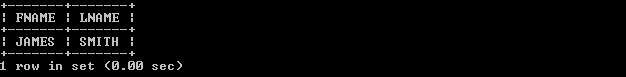 +-------+-------+
| FNAME | LNAME |
+-------+-------+
| JAMES | SMITH |
+-------+-------+
1 row in set (0.00 sec)